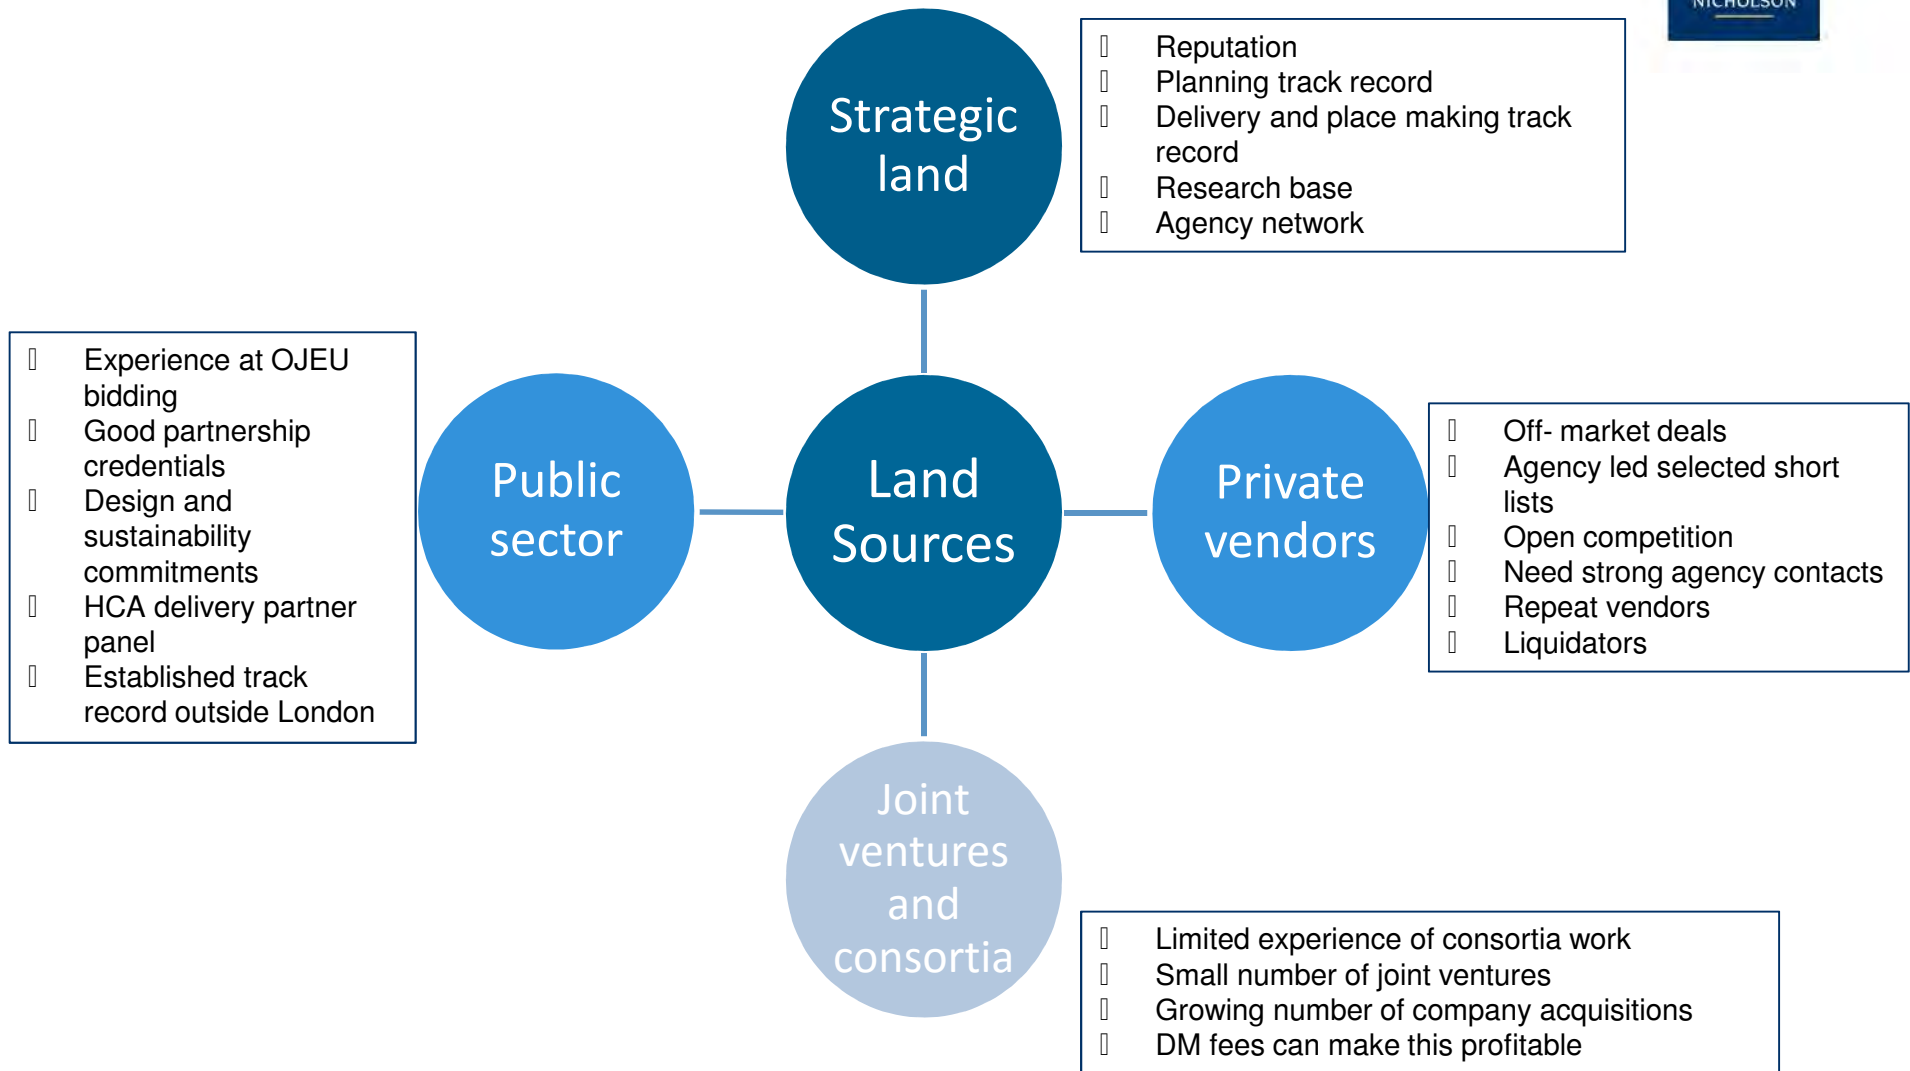 NICHOLSON
Strategic
land
▯ Reputation
▯ Planning track record
▯ Delivery and place making track
record
▯ Research base
▯ Agency network
▯ Experience at OJEU
bidding
▯ Good partnership
credentials
▯ Design and
sustainability
commitments
▯ HCA delivery partner
panel
▯ Established track
record outside London
Public
sector
Land
Sources
Private
vendors
▯ Off- market deals
▯ Agency led selected short
lists
▯ Open competition
▯ Need strong agency contacts
▯ Repeat vendors
▯ Liquidators
Joint
ventures
and
consortia
▯ Limited experience of consortia work
▯ Small number of joint ventures
▯ Growing number of company acquisitions
▯ DM fees can make this profitable